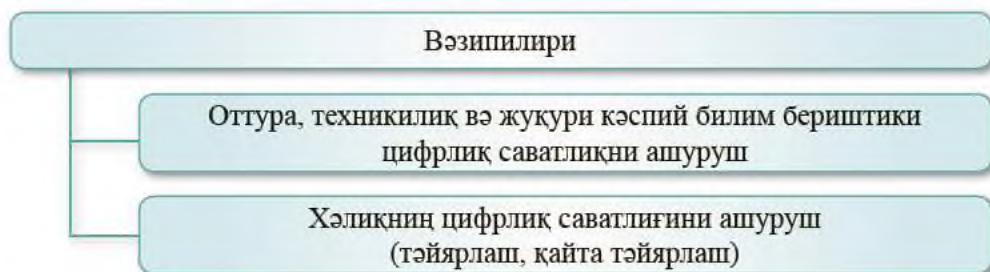 Вәзипилири
Оттура, техникилиқ вә жуқури кәспий билим бериштики
цифрлиқ саватлиқни ашуруш
Хәлиқниң цифрлиқ саватлиғини ашуруш
(тәйярлаш, қайта тәйярлаш)